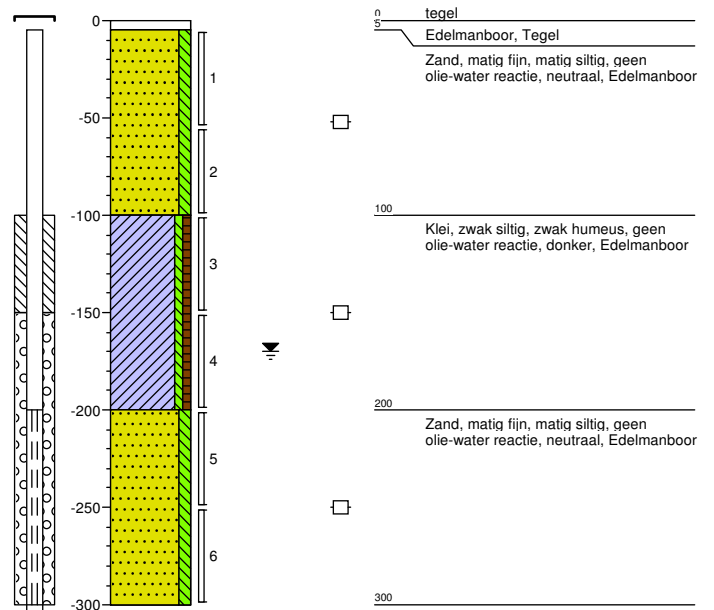 0
-50
-100
-150
-200
-250
-300
1
2
3
4
5
6
0 tegel
5
Edelmanboor, Tegel
Zand, matig fijn, matig siltig, geen
olie-water reactie, neutraal, Edelmanboor
100
Klei, zwak siltig, zwak humeus, geen
olie-water reactie, donker, Edelmanboor
200
Zand, matig fijn, matig siltig, geen
olie-water reactie, neutraal, Edelmanboor
300